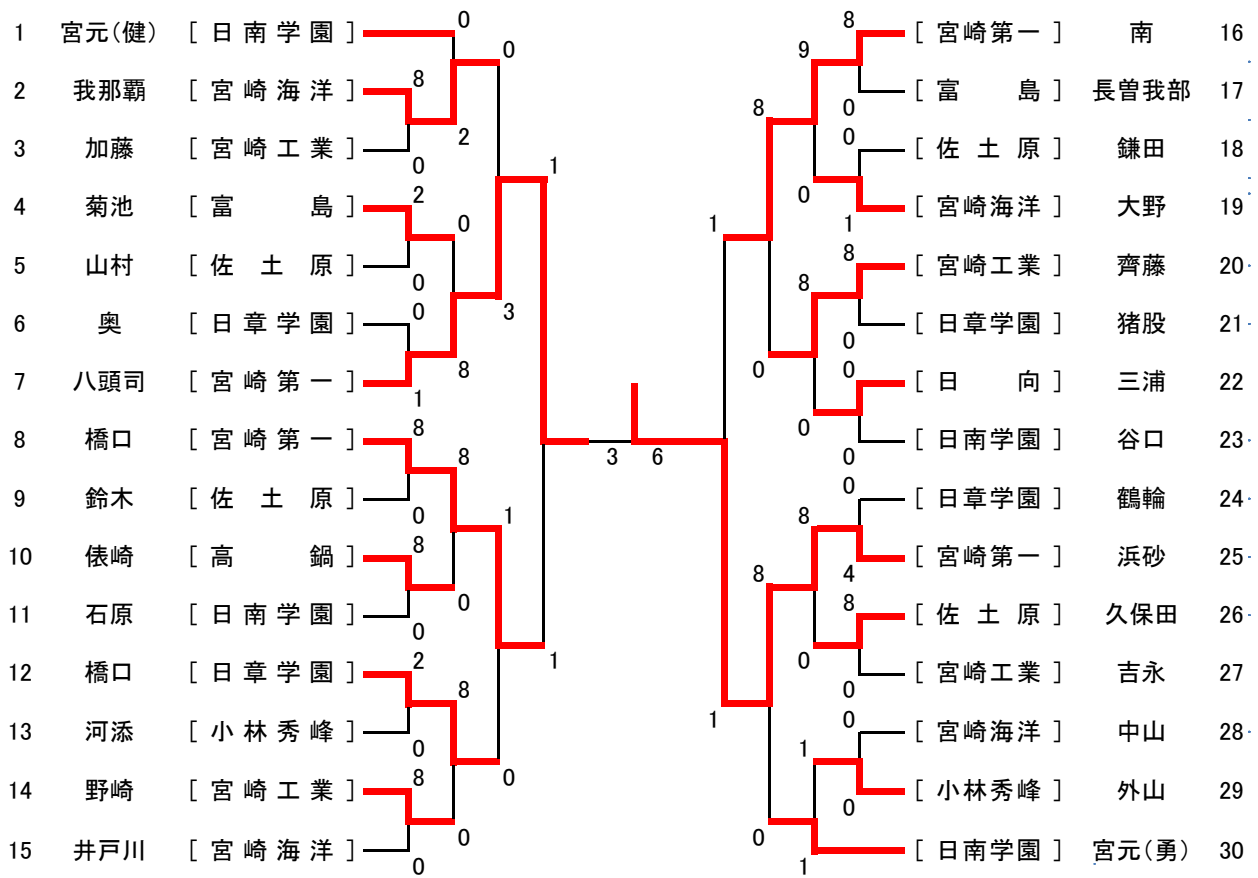 1 宮元(健) [ 日 南 学 園 ]
2 我那覇 [ 宮 崎 海 洋 ]
3 加藤 [ 宮 崎 工 業 ]
4 菊池 [ 富 島 ]
5 山村 [ 佐 土 原 ]
6 奥 [ 日 章 学 園 ]
7 八頭司 [ 宮 崎 第 一 ]
8 橋口 [ 宮 崎 第 一 ]
9 鈴木 [ 佐 土 原 ]
10 俵崎 [ 高 鍋 ]
11 石原 [ 日 南 学 園 ]
12 橋口 [ 日 章 学 園 ]
13 河添 [ 小 林 秀 峰 ]
14 野崎 [ 宮 崎 工 業 ]
15 井戸川 [ 宮 崎 海 洋 ]
8
0
2
0
0
1
8
0
8
0
2
0
8
0
0
2
0
8
8
0
8
0
0
3
1
0
1
1
3
6
1
1
8
0
8
0
9
0
8
0
8
0
1
1
8
0
0
1
8
0
0
0
0
4
8
0
0
0
[ 宮崎第一 ] 南 16
[ 富 島 ] 長曽我部 17
[ 佐 土 原 ] 鎌田 18
[ 宮崎海洋 ] 大野 19
[ 宮崎工業 ] 齊藤 20
[ 日章学園 ] 猪股 21
[ 日 向 ] 三浦 22
[ 日南学園 ] 谷口 23
[ 日章学園 ] 鶴輪 24
[ 宮崎第一 ] 浜砂 25
[ 佐 土 原 ] 久保田 26
[ 宮崎工業 ] 吉永 27
[ 宮崎海洋 ] 中山 28
[ 小林秀峰 ] 外山 29
[ 日南学園 ] 宮元(勇) 30